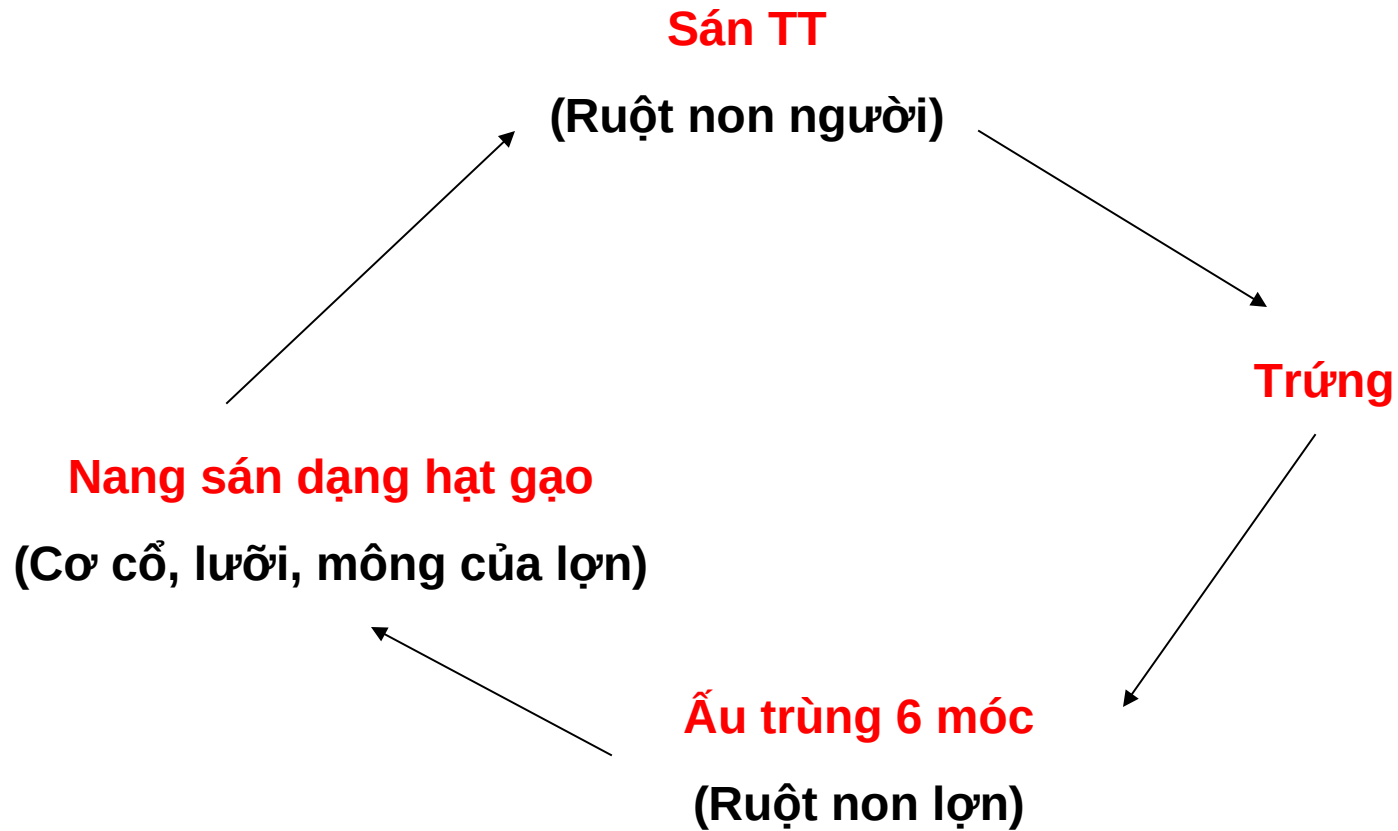 Sán TT
(Ruột non người)
Trứng
Nang sán dạng hạt gạo
(Cơ cổ, lưỡi, mông của lợn)
Ấu trùng 6 móc
(Ruột non lợn)